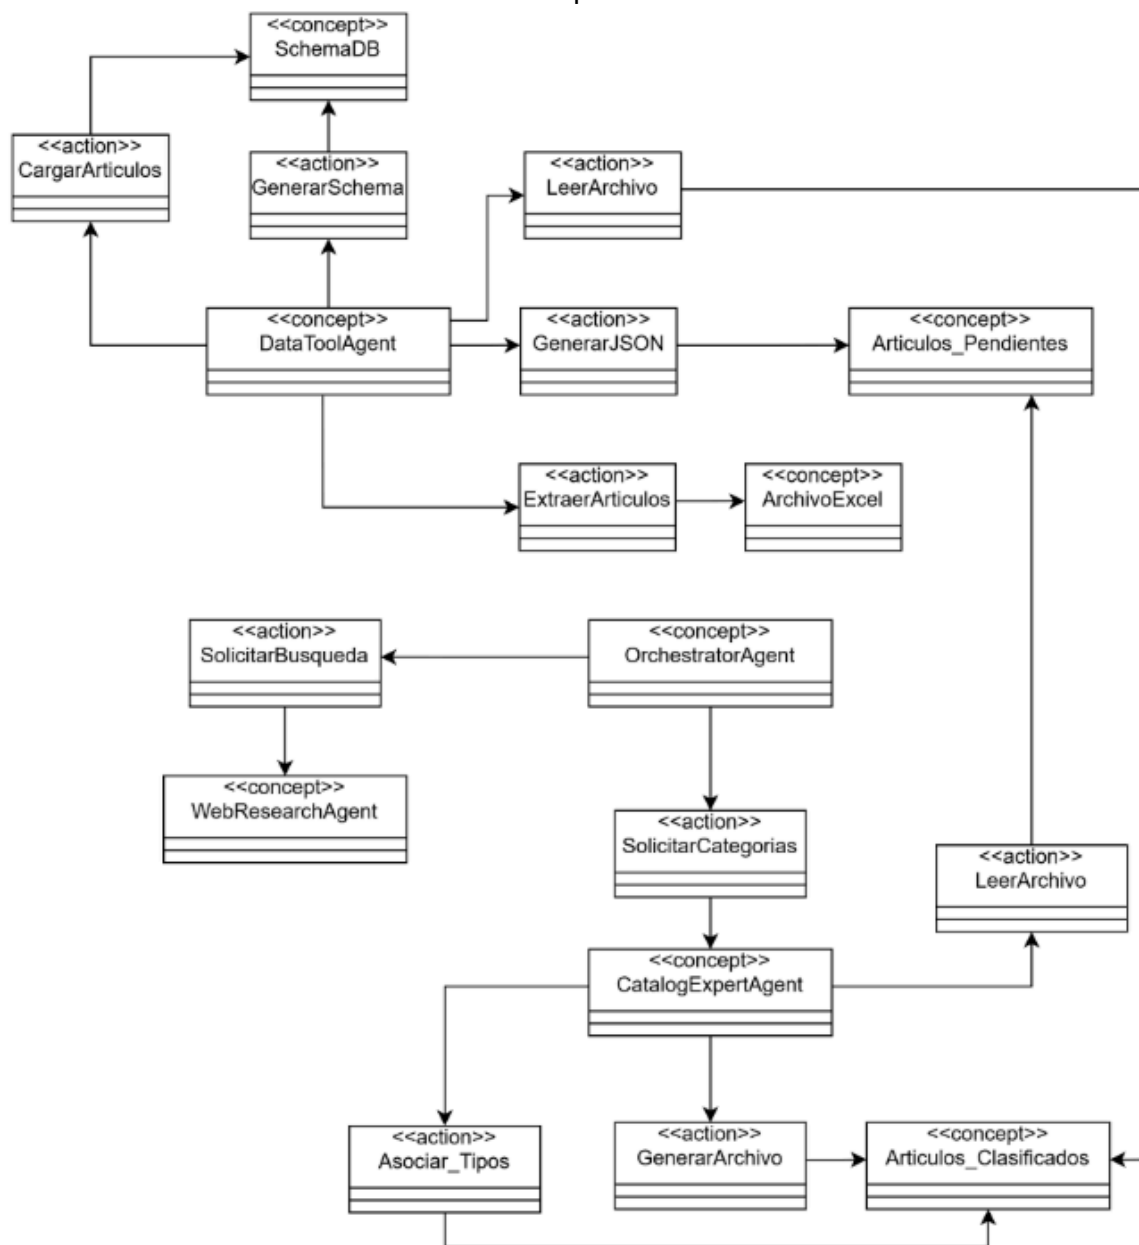 <<concept>>
SchemaDB
<<action>>
CargarArticulos
<<action>>
GenerarSchema
<<action>>
LeerArchivo
<<concept>>
DataToolAgent
<<action>>
GenerarJSON
<<concept>>
Articulos_Pendientes
<<action>>
ExtraerArticulos
<<concept>>
ArchivoExcel
<<action>>
SolicitarBusqueda
<<concept>>
OrchestratorAgent
<<concept>>
WebResearchAgent
<<action>>
SolicitarCategorias
<<action>>
LeerArchivo
<<concept>>
CatalogExpertAgent
<<action>>
Asociar_Tipos
<<action>>
GenerarArchivo
<<concept>>
Articulos_Clasificados